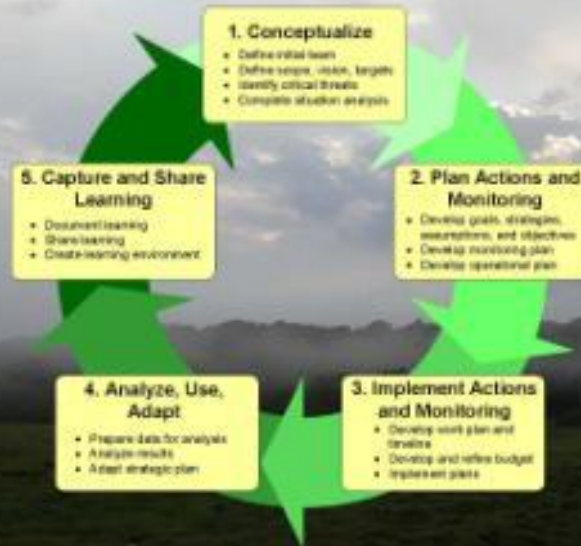 1. Conceptualize
• Define initial team
• Define scope, vision, targets
• Identify critical threats
• Complete situation analysis
2. Plan Actions and
Monitoring
• Develop goals, strategies,
assumptions, and objectives
• Develop monitoring plan
• Develop operational plan
3. Implement Actions
and Monitoring
• Develop work plan and
timeline
• Develop and refine budget
• Implement plans
4. Analyze, Use,
Adapt
• Prepare data for analysis
• Analyze results
• Adapt strategic plan
5. Capture and Share
Learning
• Document learning
• Share learning
• Create learning environment